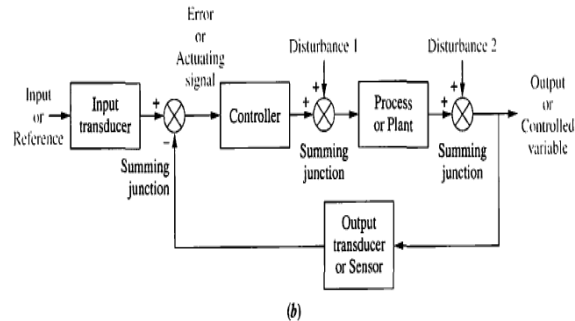 Error
or
Actuating
signal
Disturbance 1
Disturbance 2
Input
or
Reference
Input
transducer
+
−
Summing
junction
Controller
+
+
Summing
junction
Process
or Plant
+
+
Summing
junction
Output
or
Controlled
variable
Output
transducer
or Sensor
(b)